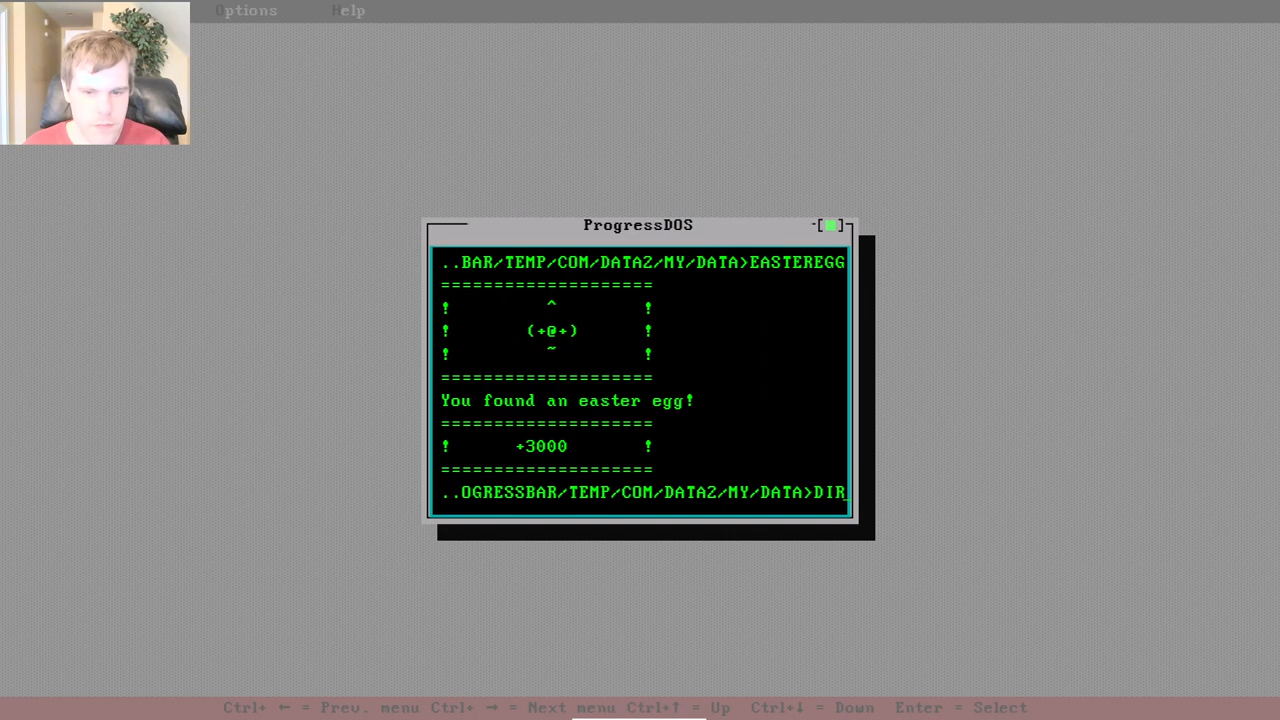 Options Help
ProgressDOS
..BAR/TEMP/COM/DATA2/MY/DATA>EASTEREGG
====================
! ^ !
! (+@+) !
! ~ !
====================
You found an easter egg!
====================
! +3000 !
====================
..OGRESSBAR/TEMP/COM/DATA2/MY/DATA>DIR_
Ctrl+ ← = Prev. menu Ctrl+ → = Next menu Ctrl+↑ = Up Ctrl+↓ = Down Enter = Select